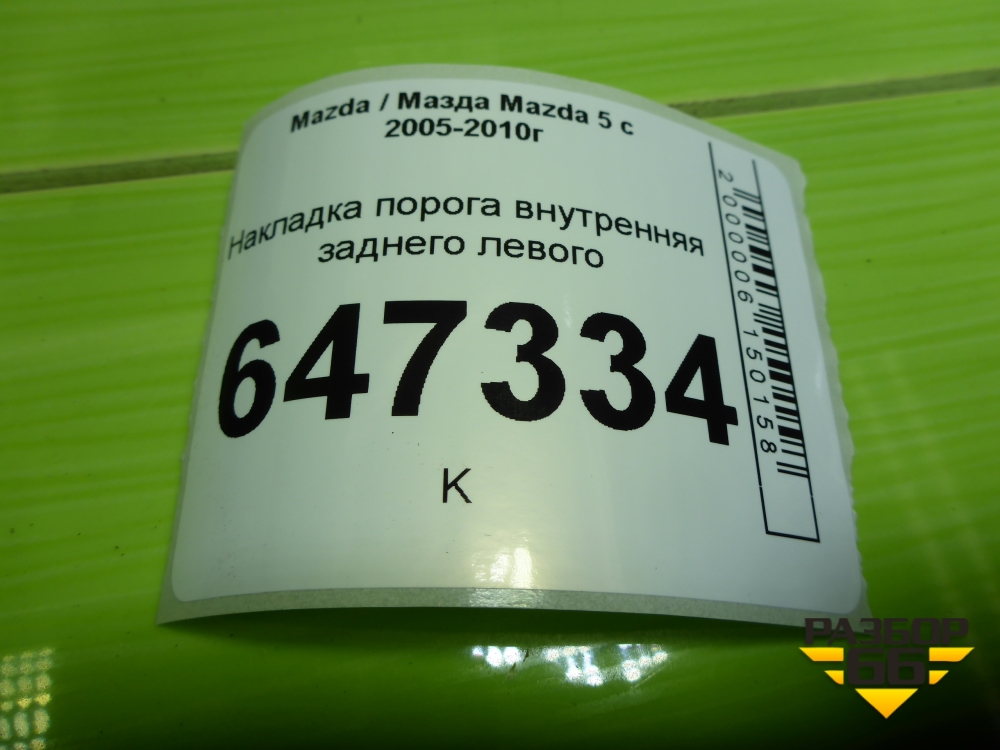 Mazda / Мазда Mazda 5 с
2005-2010г
Накладка порога внутренняя
заднего левого
647334
К
2000006150158
РАЗБОР
66